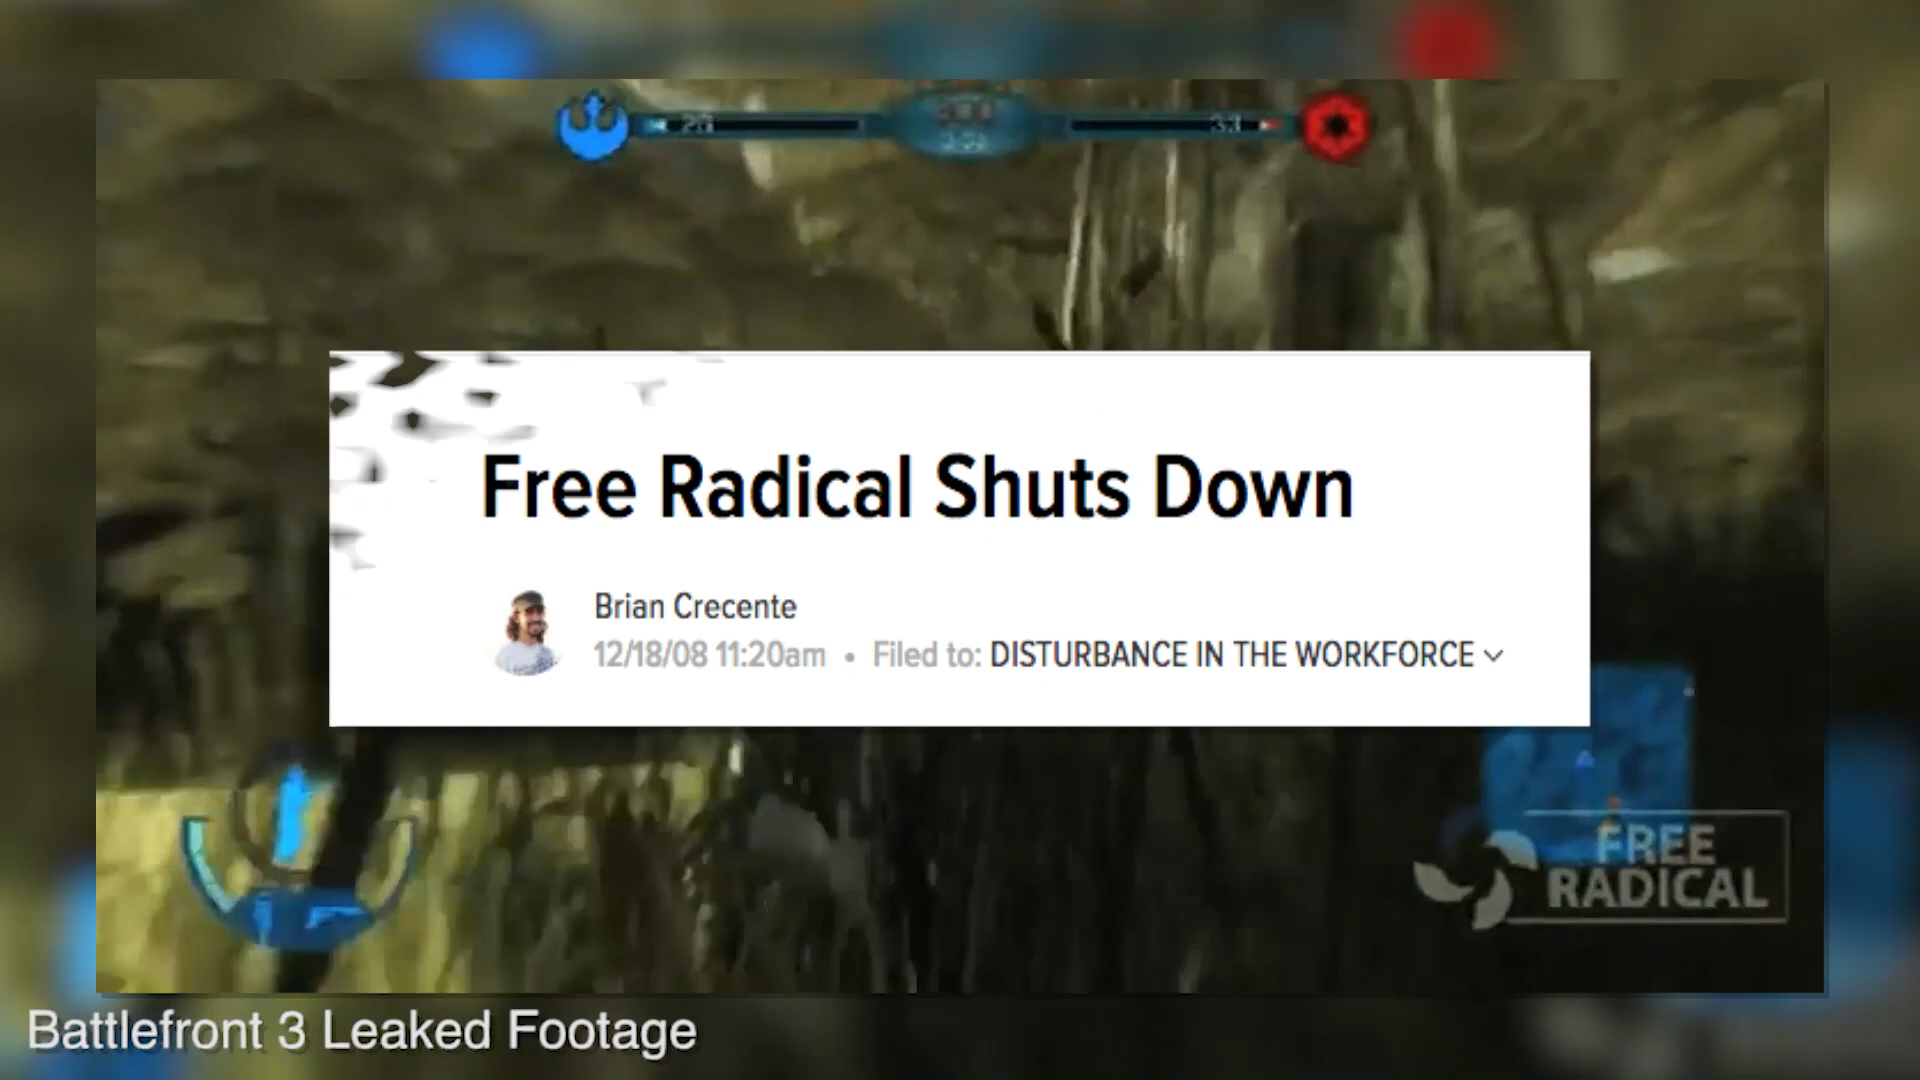 Free Radical Shuts Down
Brian Crecente
12/18/08 11:20am • Filed to: DISTURBANCE IN THE WORKFORCE
FREE
RADICAL
Battlefront 3 Leaked Footage